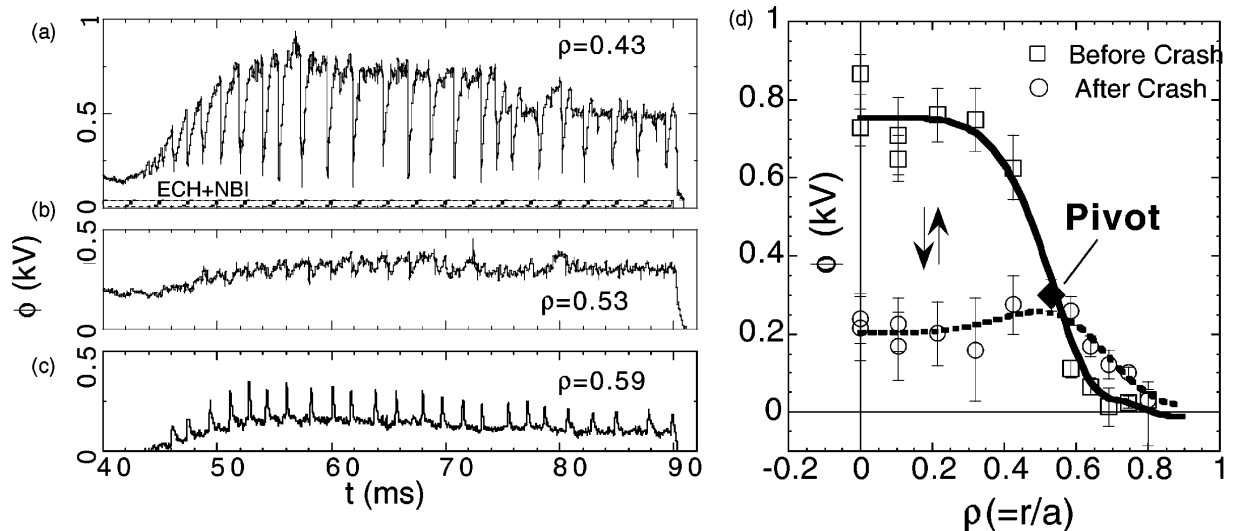 (a)
1
0.5
0
ρ=0.43
ECH+NBI
(b)
0.5
0
ρ=0.53
ϕ (kV)
(c)
0.5
0
ρ=0.59
40 50 60 70 80 90
t (ms)
(d)
1
0.8
0.6
0.4
0.2
0
ϕ (kV)
Before Crash
After Crash
Pivot
-0.2 0 0.2 0.4 0.6 0.8 1
ρ (=r/a)